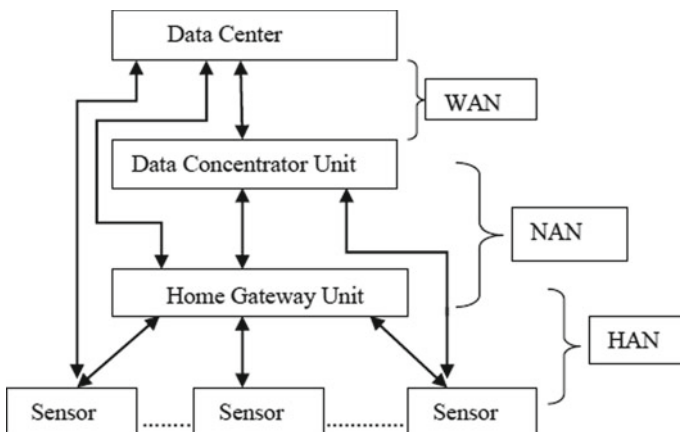 Data Center
WAN
Data Concentrator Unit
NAN
Home Gateway Unit
HAN
Sensor
Sensor
Sensor